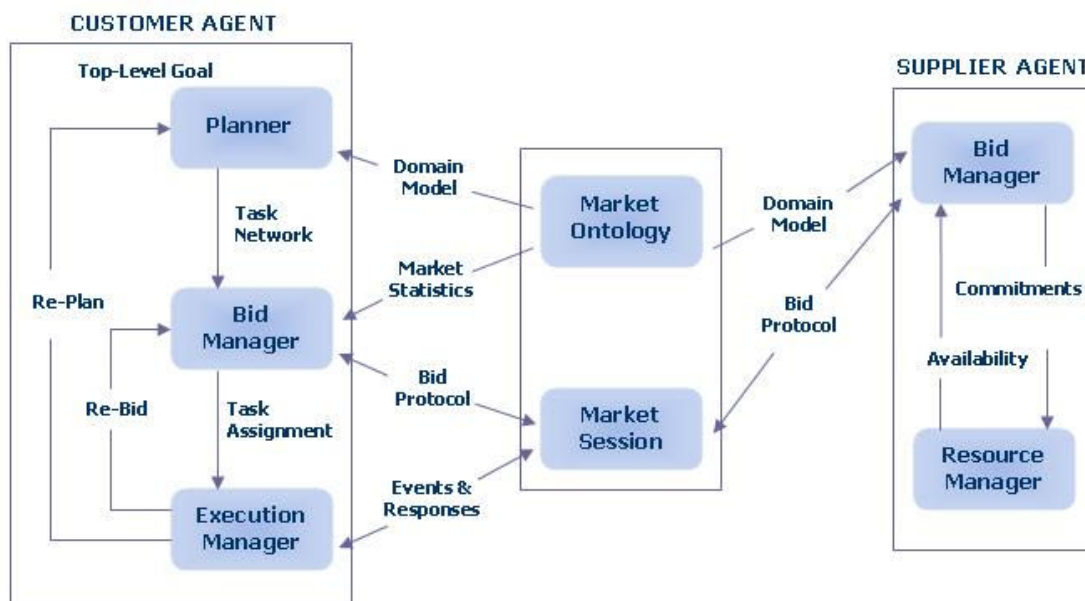 CUSTOMER AGENT
Top-Level Goal
Planner
Task
Network
Re-Plan
Bid
Manager
Re-Bid
Task
Assignment
Execution
Manager
Domain
Model
Market
Statistics
Bid
Protocol
Events &
Responses
Market
Ontology
Market
Session
Domain
Model
Bid
Protocol
SUPPLIER AGENT
Bid
Manager
Commitments
Availability
Resource
Manager